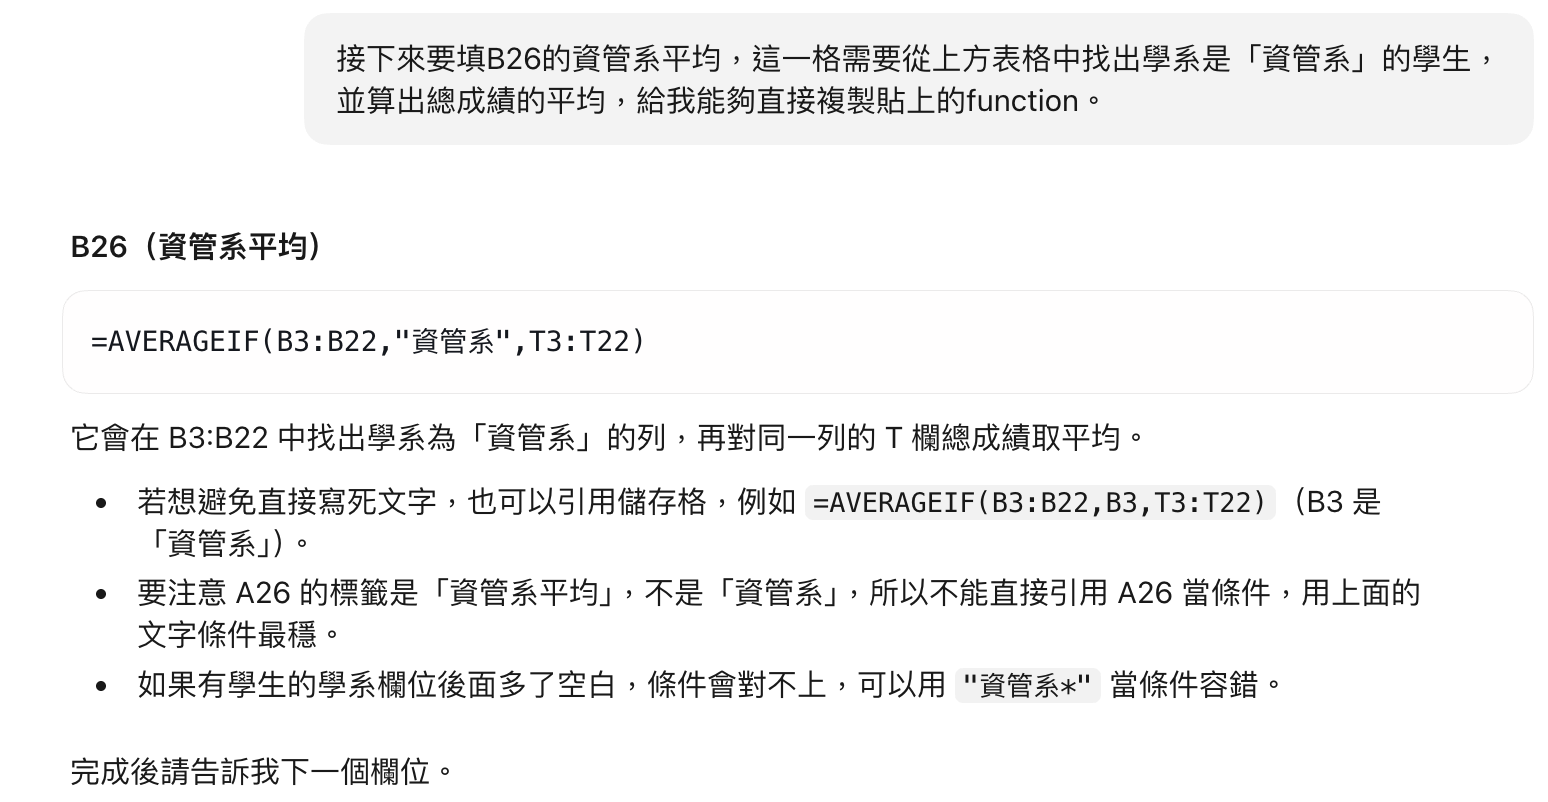 接下來要填B26的資管系平均，這一格需要從上方表格中找出學系是「資管系」的學生，
並算出總成績的平均，給我能夠直接複製貼上的function。
B26（資管系平均）
=AVERAGEIF(B3:B22,"資管系",T3:T22)
它會在 B3:B22 中找出學系為「資管系」的列，再對同一列的 T 欄總成績取平均。
• 若想避免直接寫死文字，也可以引用儲存格，例如 =AVERAGEIF(B3:B22,B3,T3:T22)（B3 是
「資管系」）。
• 要注意 A26 的標籤是「資管系平均」，不是「資管系」，所以不能直接引用 A26 當條件，用上面的
文字條件最穩。
• 如果有學生的學系欄位後面多了空白，條件會對不上，可以用 "資管系*" 當條件容錯。
完成後請告訴我下一個欄位。